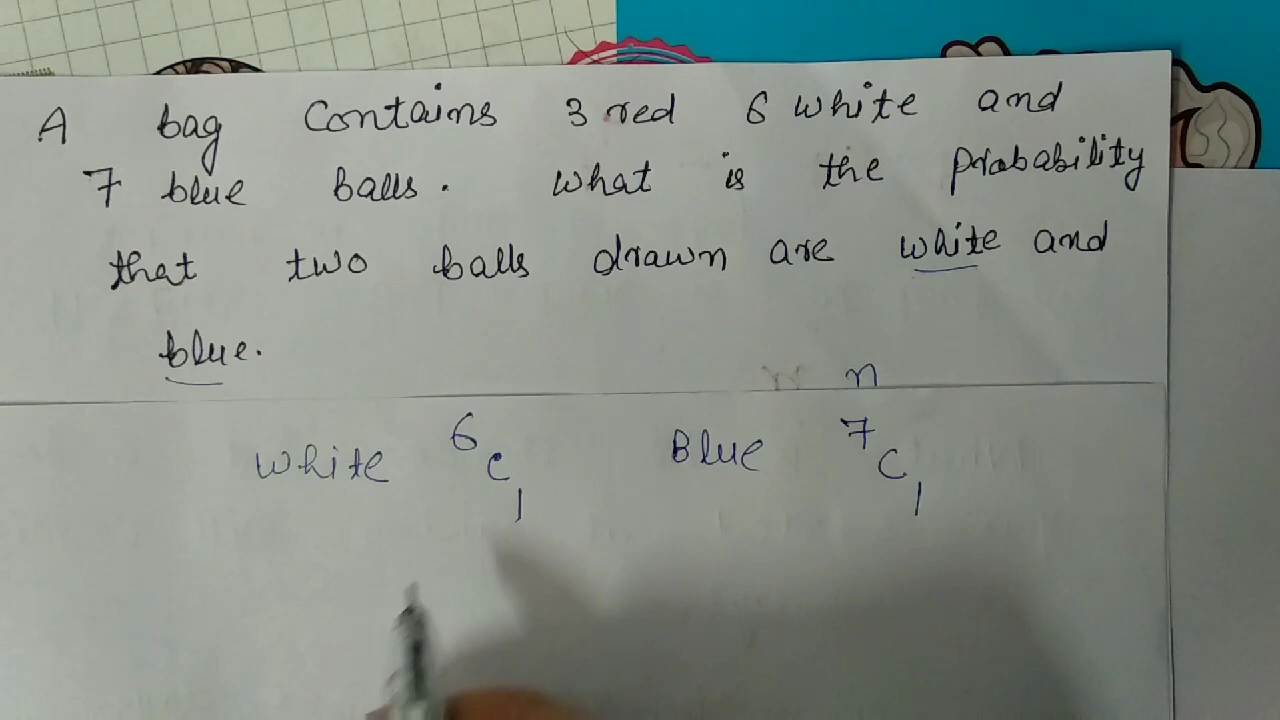 A bag contains 3 red 6 white and
7 blue balls. What is the probability
that two balls drawn are white and
blue.
n
White ⁶C₁ Blue ⁷C₁